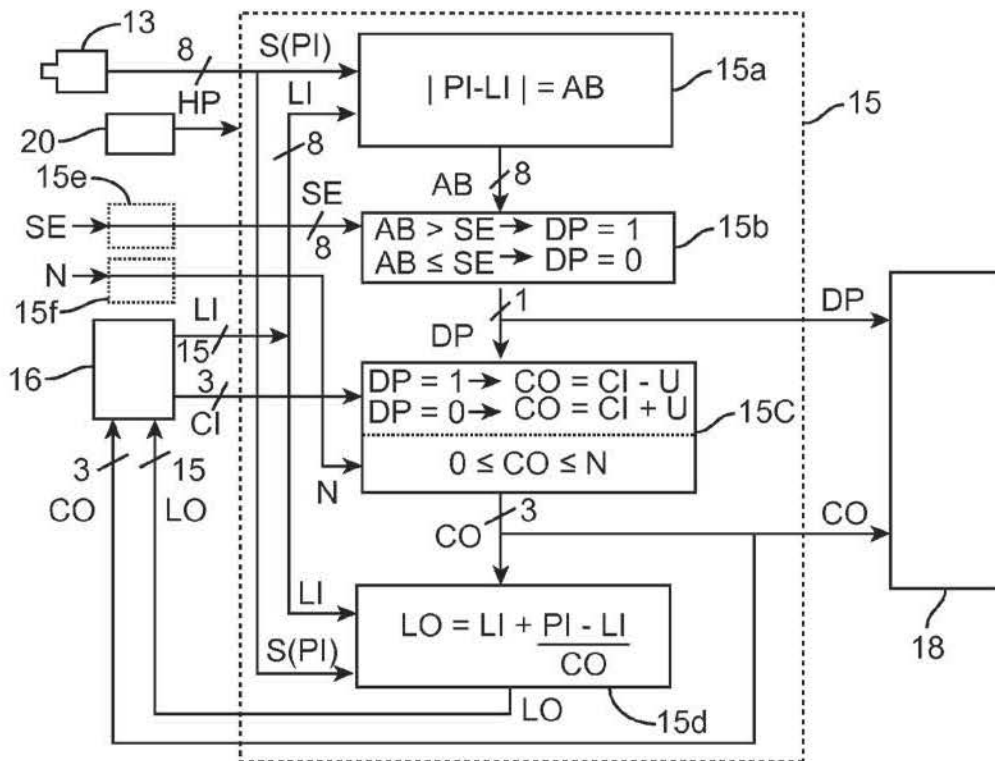 13
8
S(PI)
HP
LI
| PI-LI | = AB
15a
15
20
8
15e
AB
8
SE
SE
8
AB > SE → DP = 1
AB ≤ SE → DP = 0
15b
N
15f
1
DP
DP
LI
15
16
3
CI
DP = 1 → CO = CI - U
DP = 0 → CO = CI + U
15C
0 ≤ CO ≤ N
N
3
15
CO
LO
3
CO
CO
LI
LO = LI + PI - LI
CO
S(PI)
18
LO
15d